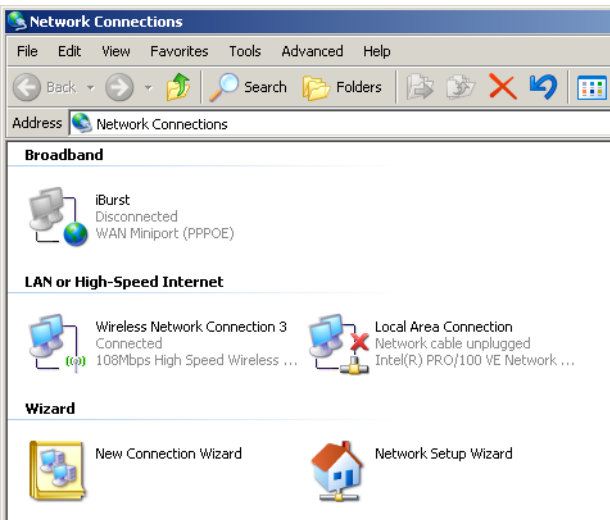 Network Connections
File Edit View Favorites Tools Advanced Help
Back Search Folders
Address Network Connections
Broadband
iBurst
Disconnected
WAN Miniport (PPPOE)
LAN or High-Speed Internet
Wireless Network Connection 3
Connected
108Mbps High Speed Wireless ...
Local Area Connection
Network cable unplugged
Intel(R) PRO/100 VE Network ...
Wizard
New Connection Wizard
Network Setup Wizard